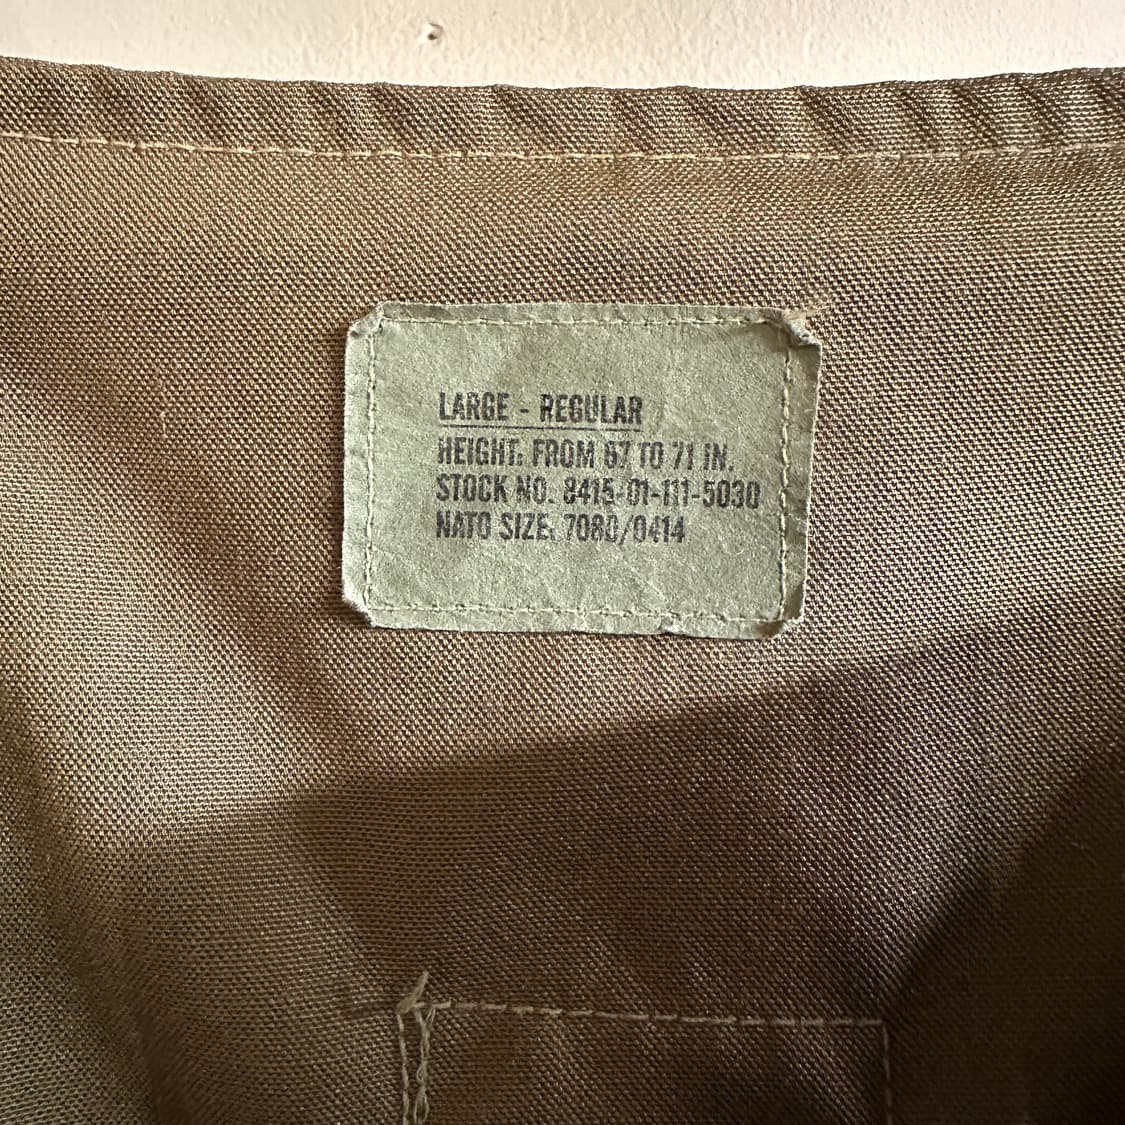 LARGE - REGULAR
HEIGHT: FROM 67 TO 71 IN.
STOCK NO. 8415-01-111-5030
NATO SIZE: 7080/0414